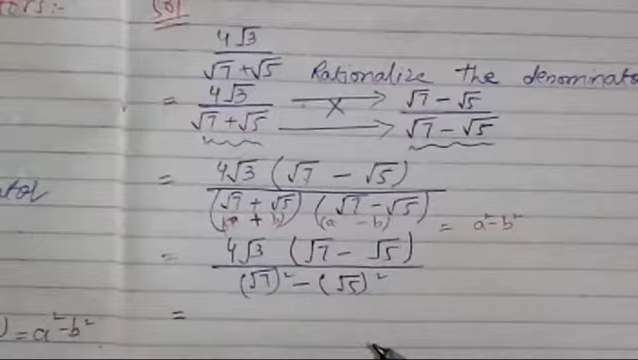 Sol
4√3
√7+√5 Rationalize the denominato
= 4√3 × √7 - √5
√7+√5 √7 - √5
= 4√3 (√7 - √5)
(√7 + √5) (√7 - √5)
(a + b) (a - b) = a²-b²
= 4√3 (√7 - √5)
(√7)² - (√5)²
=
) = a²-b²